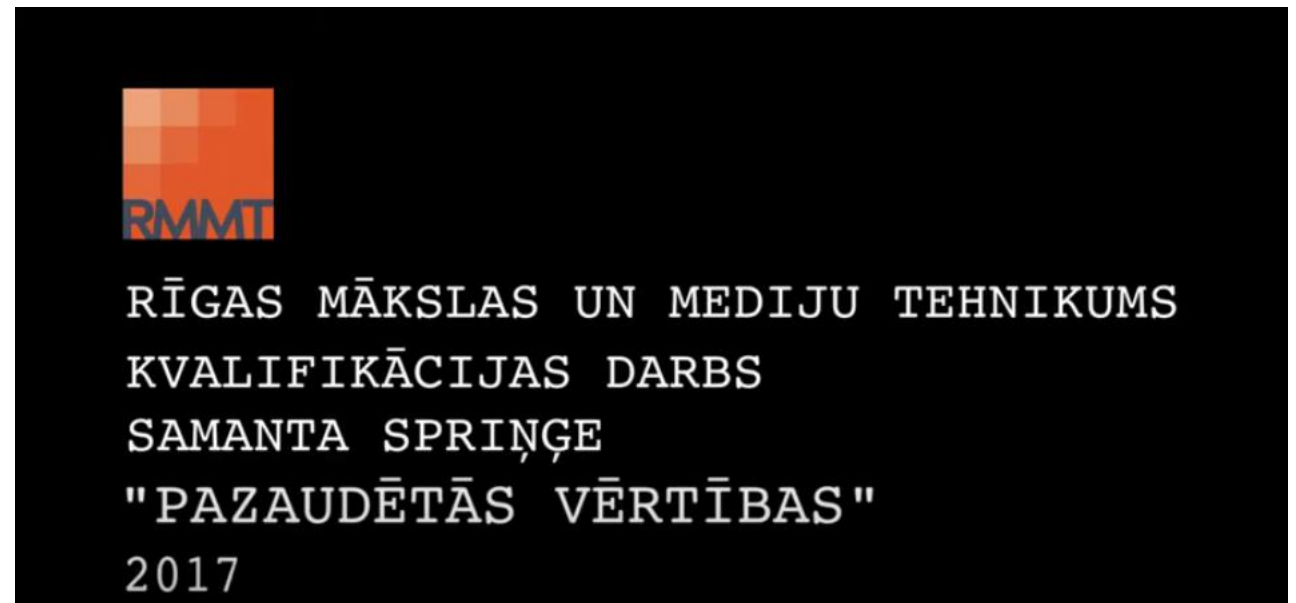 RMMT
RĪGAS MĀKSLAS UN MEDIJU TEHNIKUMS
KVALIFIKĀCIJAS DARBS
SAMANTA SPRIŅĢE
"PAZAUDĒTĀS VĒRTĪBAS"
2017